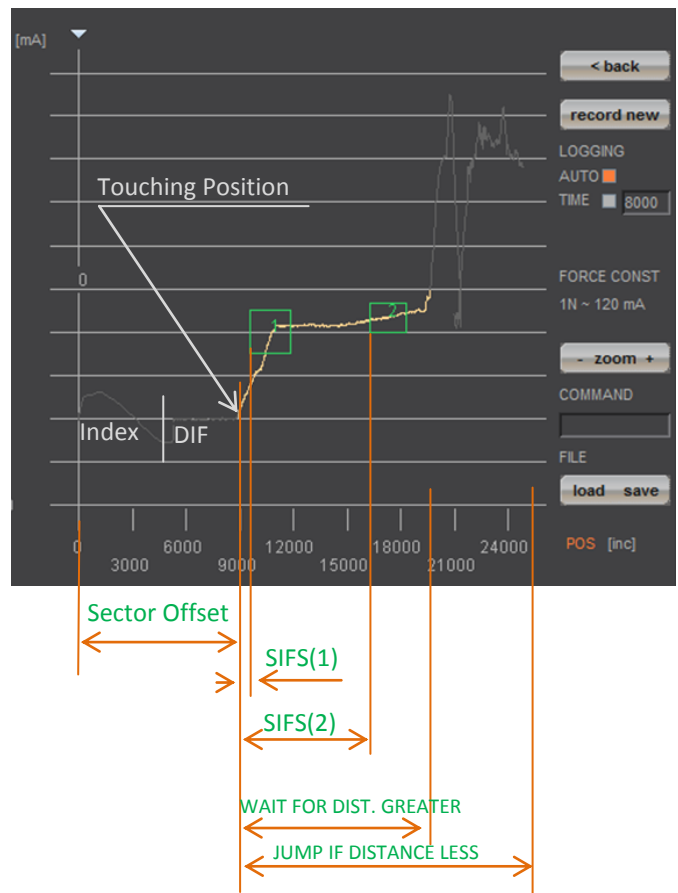 [mA]
< back
record new
LOGGING
AUTO
TIME 8000
Touching Position
0
FORCE CONST
1N ~ 120 mA
1
2
- zoom +
COMMAND
Index
DIF
FILE
load save
0 6000 12000 18000 24000
3000 9000 15000 21000
POS [inc]
Sector Offset
SIFS(1)
SIFS(2)
WAIT FOR DIST. GREATER
JUMP IF DISTANCE LESS